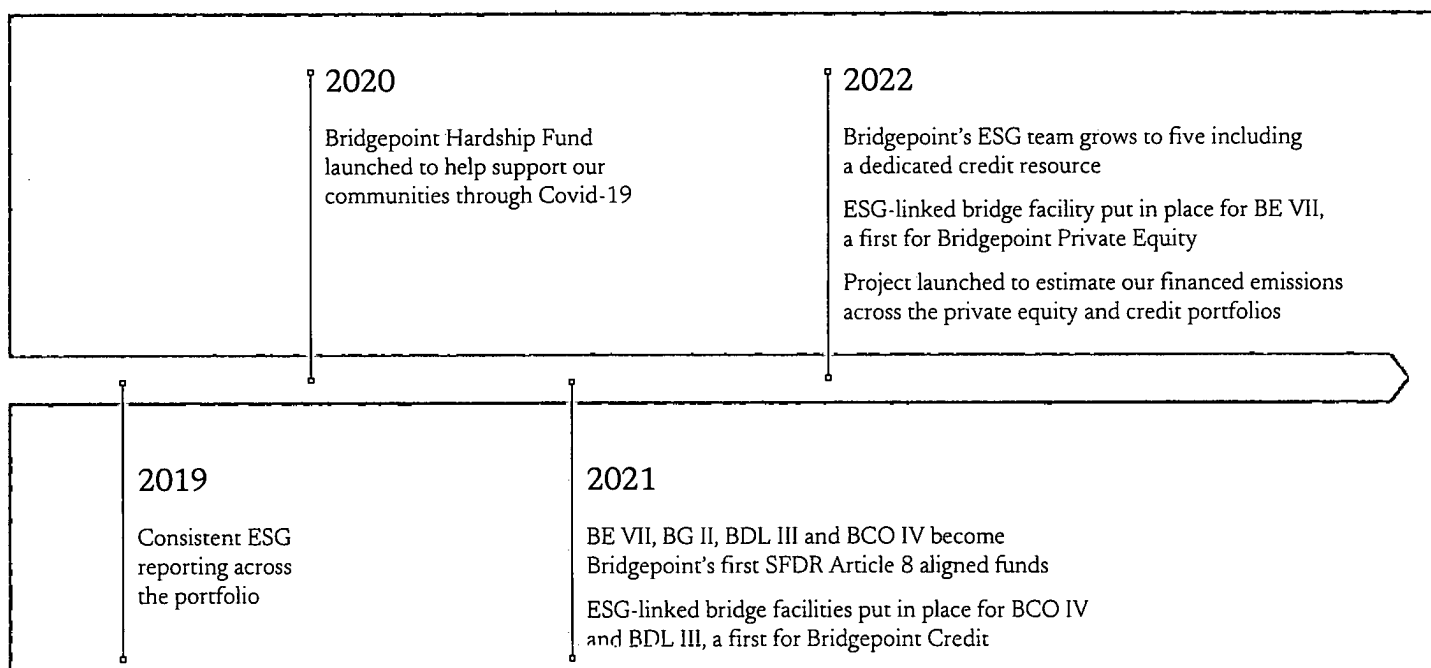 2020
Bridgepoint Hardship Fund
launched to help support our
communities through Covid-19
2022
Bridgepoint's ESG team grows to five including
a dedicated credit resource
ESG-linked bridge facility put in place for BE VII,
a first for Bridgepoint Private Equity
Project launched to estimate our financed emissions
across the private equity and credit portfolios
2019
Consistent ESG
reporting across
the portfolio
2021
BE VII, BG II, BDL III and BCO IV become
Bridgepoint's first SFDR Article 8 aligned funds
ESG-linked bridge facilities put in place for BCO IV
and BDL III, a first for Bridgepoint Credit